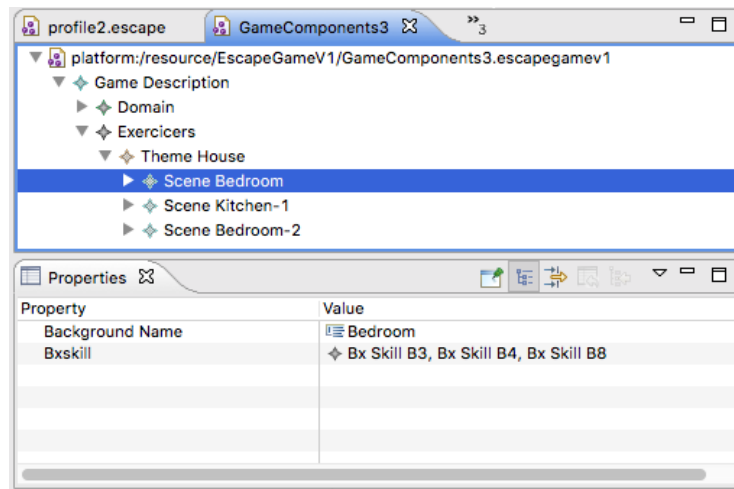 profile2.escape GameComponents3 »3
platform:/resource/EscapeGameV1/GameComponents3.escapegamev1
Game Description
Domain
Exercicers
Theme House
Scene Bedroom
Scene Kitchen-1
Scene Bedroom-2
Properties
Property Value
Background Name Bedroom
Bxskill Bx Skill B3, Bx Skill B4, Bx Skill B8